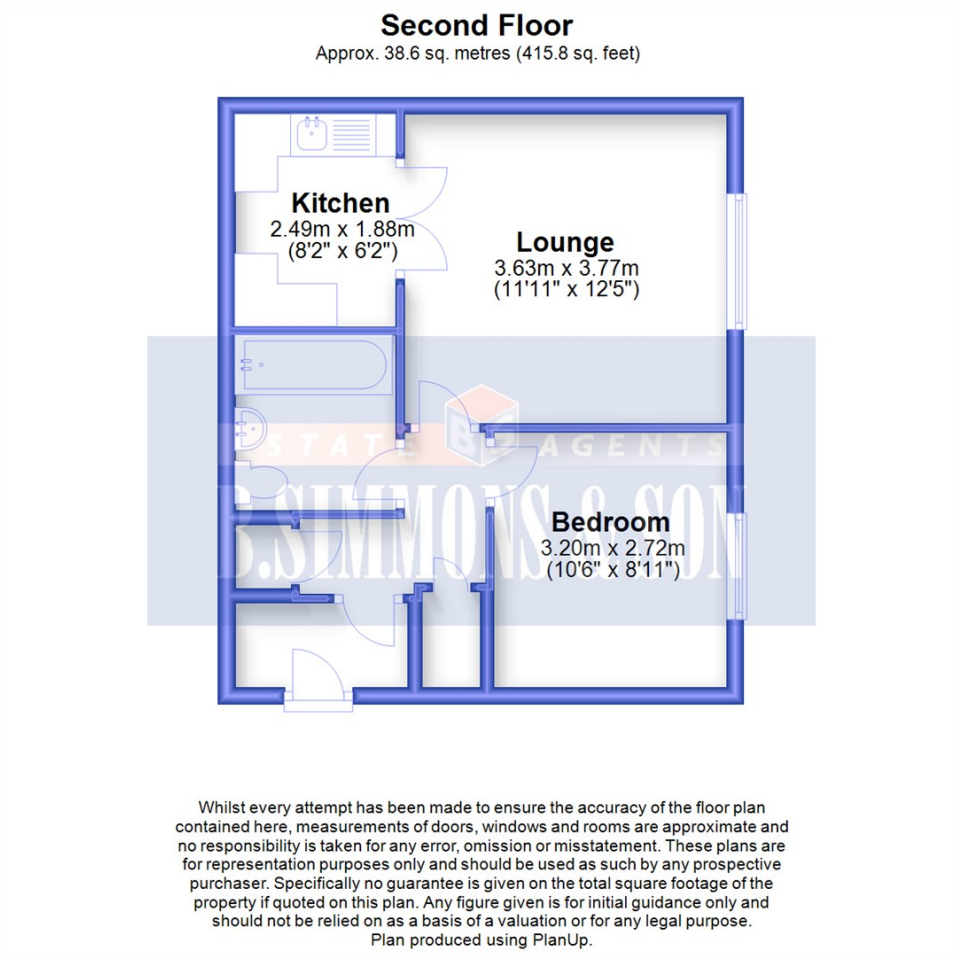 Second Floor
Approx. 38.6 sq. metres (415.8 sq. feet)
Kitchen
2.49m x 1.88m
(8'2" x 6'2")
Lounge
3.63m x 3.77m
(11'11" x 12'5")
ESTATE BS AGENTS
B.SIMMONS & SON
Bedroom
3.20m x 2.72m
(10'6" x 8'11")
Whilst every attempt has been made to ensure the accuracy of the floor plan
contained here, measurements of doors, windows and rooms are approximate and
no responsibility is taken for any error, omission or misstatement. These plans are
for representation purposes only and should be used as such by any prospective
purchaser. Specifically no guarantee is given on the total square footage of the
property if quoted on this plan. Any figure given is for initial guidance only and
should not be relied on as a basis of a valuation or for any legal purpose.
Plan produced using PlanUp.